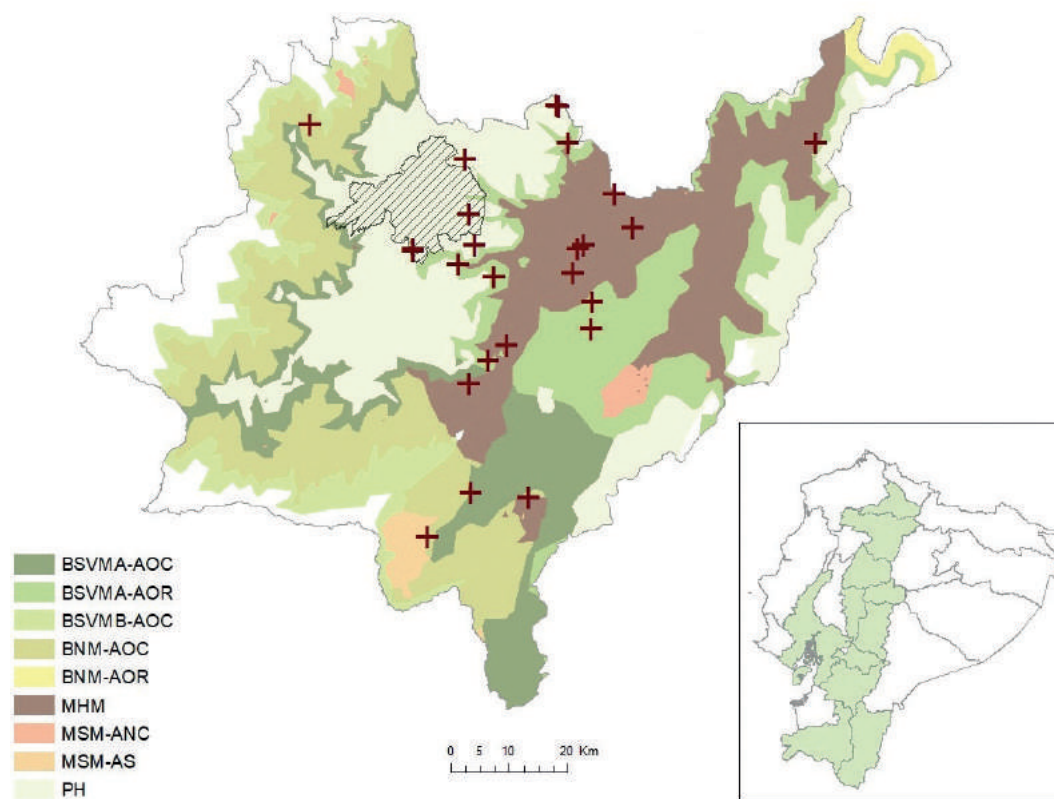 BSVMA-AOC
BSVMA-AOR
BSVMB-AOC
BNM-AOC
BNM-AOR
MHM
MSM-ANC
MSM-AS
PH
0 5 10 20 Km